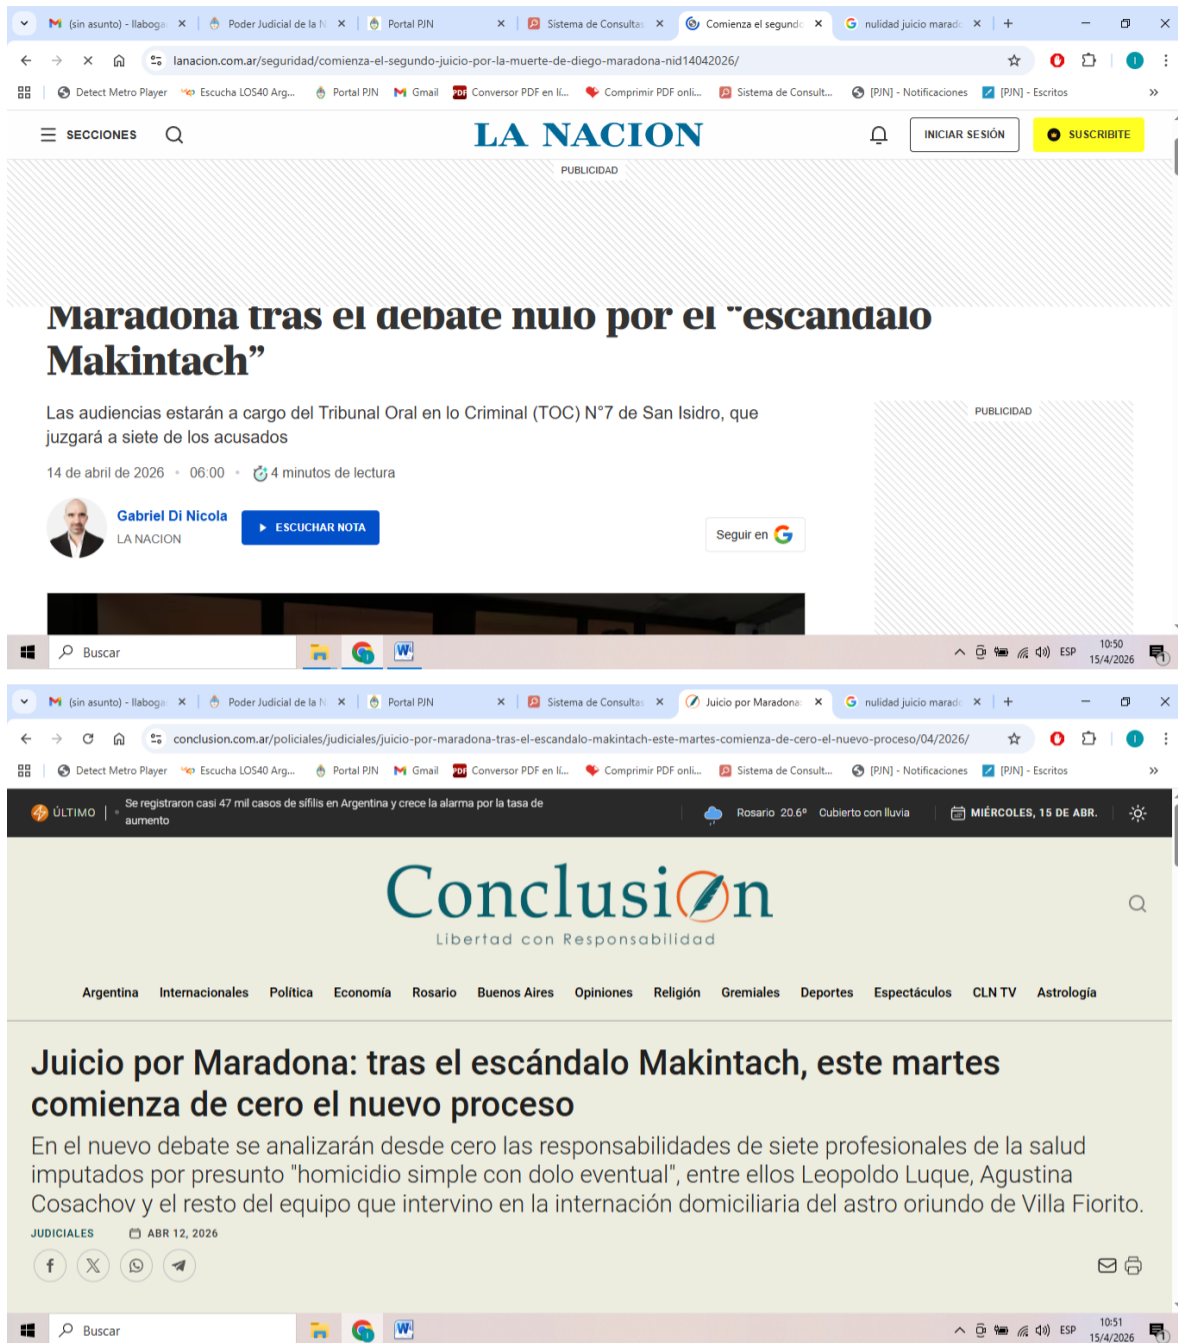 (sin asunto) - llaboga
Poder Judicial de la N
Portal PJN
Sistema de Consultas
Comienza el segundo
nulidad juicio marado
lanacion.com.ar/seguridad/comienza-el-segundo-juicio-por-la-muerte-de-diego-maradona-nid14042026/
Detect Metro Player
Escucha LOS40 Arg...
Portal PJN
Gmail
Conversor PDF en lí...
Comprimir PDF onli...
Sistema de Consult...
[PJN] - Notificaciones
[PJN] - Escritos
SECCIONES
LA NACION
INICIAR SESIÓN
SUSCRIBITE
PUBLICIDAD
Maradona tras el debate nulo por el “escándalo
Makintach”
Las audiencias estarán a cargo del Tribunal Oral en lo Criminal (TOC) N°7 de San Isidro, que
juzgará a siete de los acusados
PUBLICIDAD
14 de abril de 2026 • 06:00 • 4 minutos de lectura
Gabriel Di Nicola
LA NACION
ESCUCHAR NOTA
Seguir en
Buscar
ESP
10:50
15/4/2026
(sin asunto) - llaboga
Poder Judicial de la N
Portal PJN
Sistema de Consultas
Juicio por Maradona:
nulidad juicio marado
conclusion.com.ar/policiales/judiciales/juicio-por-maradona-tras-el-escandalo-makintach-este-martes-comienza-de-cero-el-nuevo-proceso/04/2026/
Detect Metro Player
Escucha LOS40 Arg...
Portal PJN
Gmail
Conversor PDF en lí...
Comprimir PDF onli...
Sistema de Consult...
[PJN] - Notificaciones
[PJN] - Escritos
ÚLTIMO
Se registraron casi 47 mil casos de sífilis en Argentina y crece la alarma por la tasa de
aumento
Rosario 20.6º Cubierto con lluvia
MIÉRCOLES, 15 DE ABR.
Conclusión
Libertad con Responsabilidad
Argentina
Internacionales
Política
Economía
Rosario
Buenos Aires
Opiniones
Religión
Gremiales
Deportes
Espectáculos
CLN TV
Astrología
Juicio por Maradona: tras el escándalo Makintach, este martes
comienza de cero el nuevo proceso
En el nuevo debate se analizarán desde cero las responsabilidades de siete profesionales de la salud
imputados por presunto "homicidio simple con dolo eventual", entre ellos Leopoldo Luque, Agustina
Cosachov y el resto del equipo que intervino en la internación domiciliaria del astro oriundo de Villa Fiorito.
JUDICIALES
ABR 12, 2026
Buscar
ESP
10:51
15/4/2026